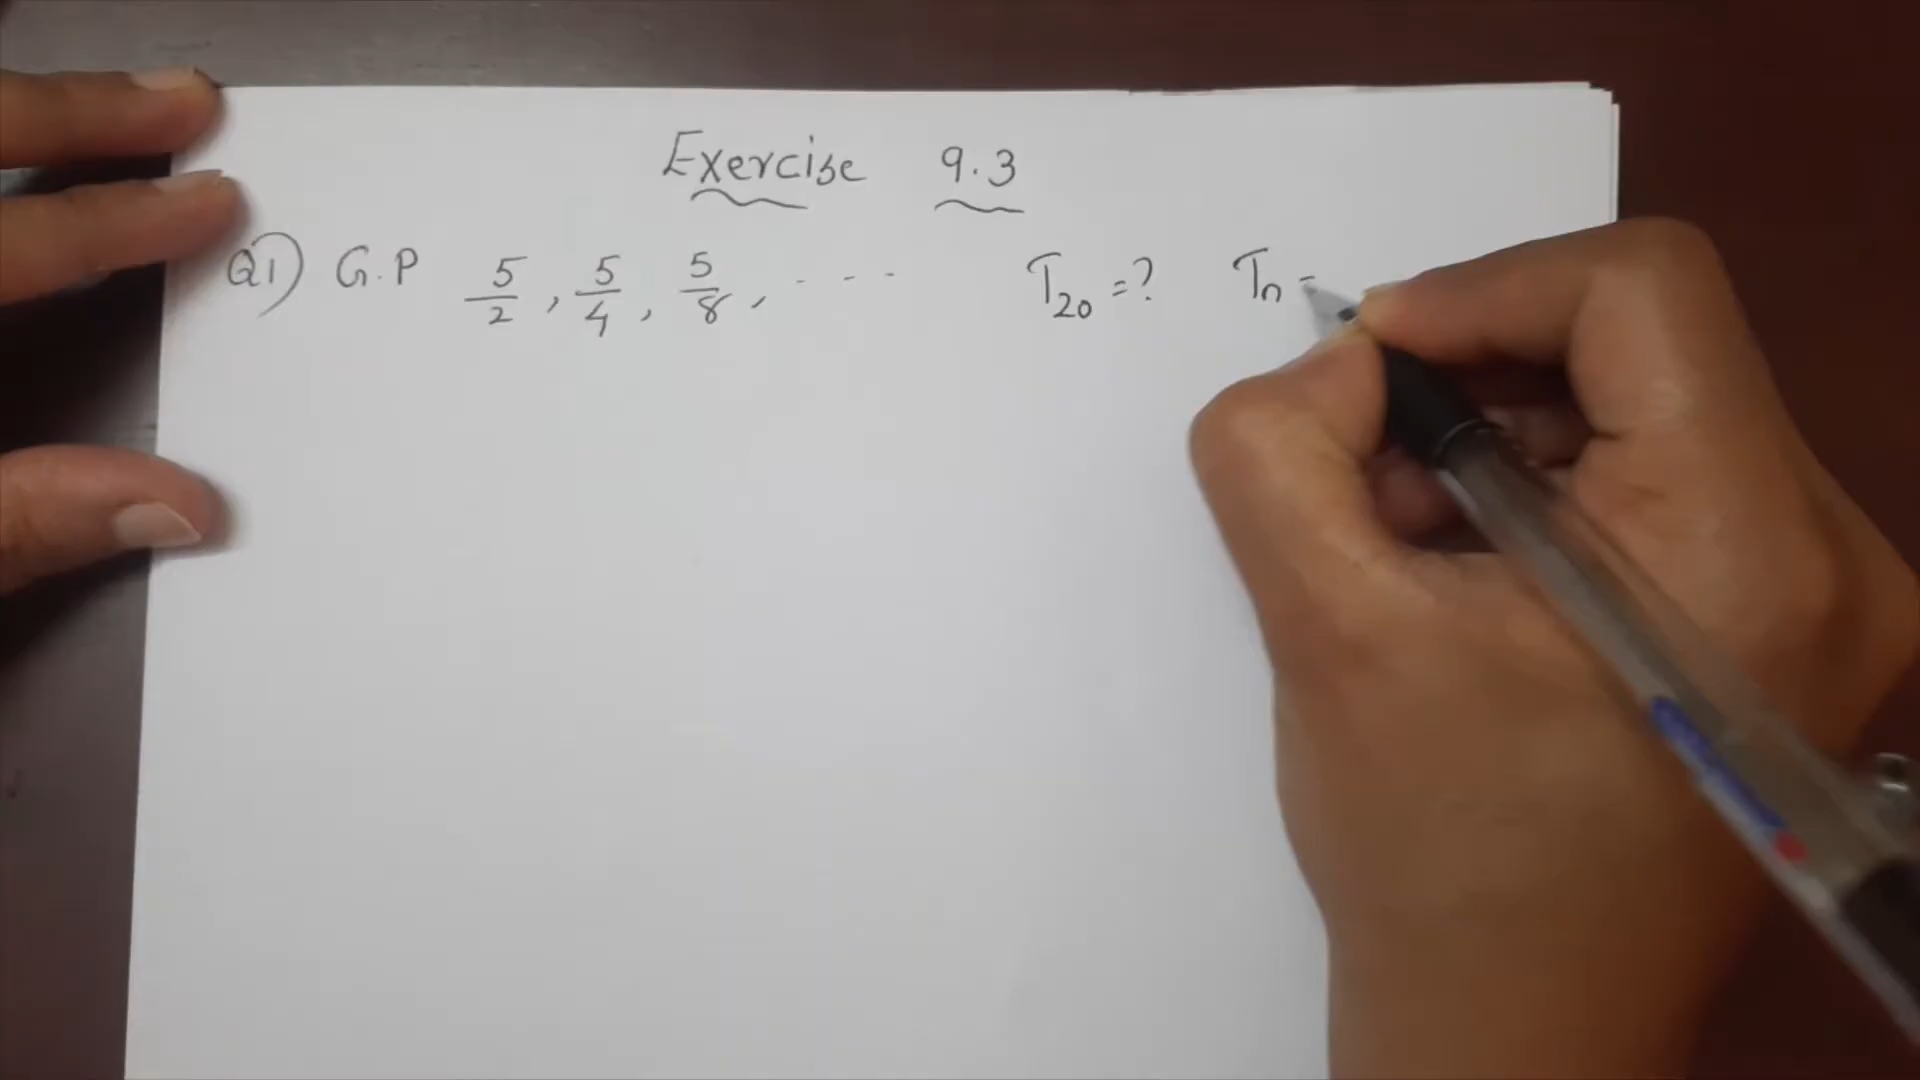 Exercise 9.3
Q1) G.P 5/2, 5/4, 5/8, - - - T20 = ? Tn =